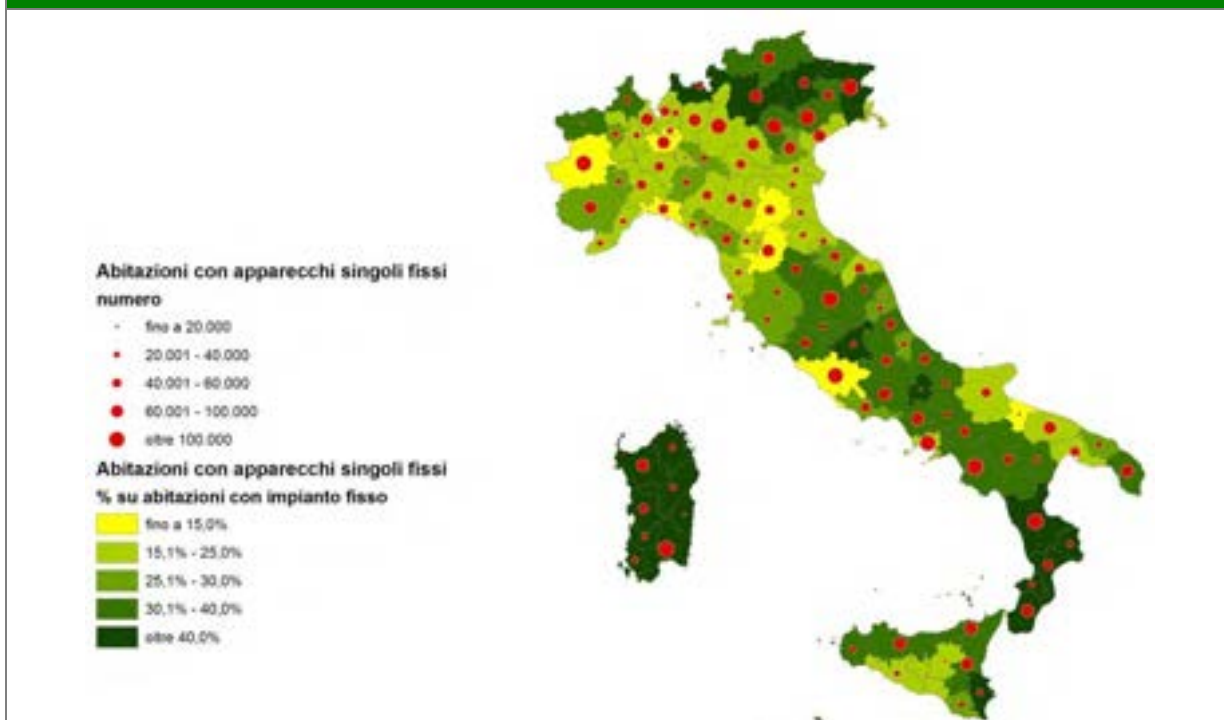 Abitazioni con apparecchi singoli fissi
numero
fino a 20.000
20.001 - 40.000
40.001 - 60.000
60.001 - 100.000
oltre 100.000
Abitazioni con apparecchi singoli fissi
% su abitazioni con impianto fisso
fino a 15,0%
15,1% - 25,0%
25,1% - 30,0%
30,1% - 40,0%
oltre 40,0%